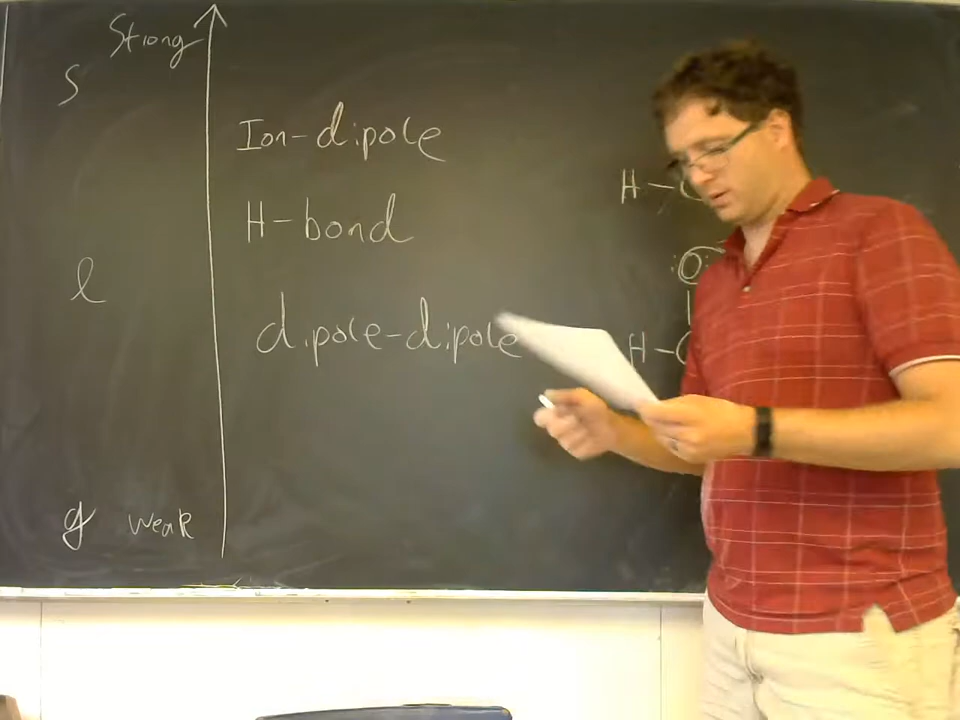 Strong
s
Ion-dipole
H-bond
l
dipole-dipole
g weak
H-
:O:
H-